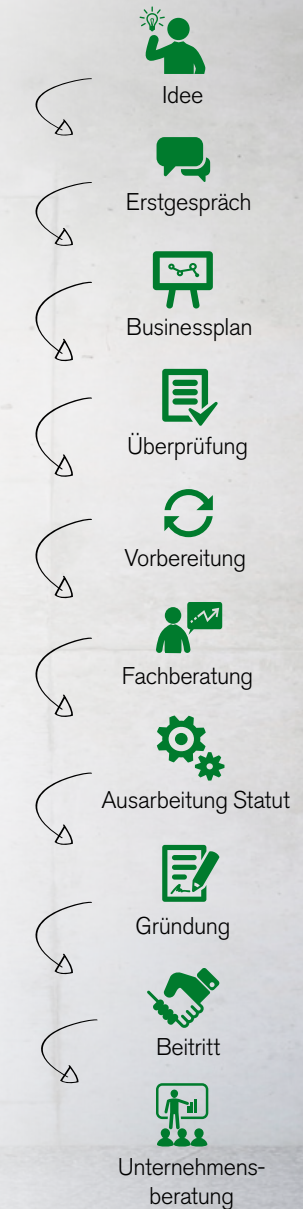 Idee
Erstgespräch
Businessplan
Überprüfung
Vorbereitung
Fachberatung
Ausarbeitung Statut
Gründung
Beitritt
Unternehmens-
beratung